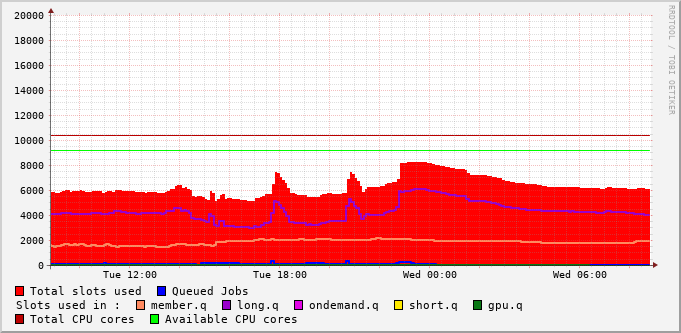 20000
18000
16000
14000
12000
10000
8000
6000
4000
2000
0
Tue 12:00 Tue 18:00 Wed 00:00 Wed 06:00
RRDTOOL / TOBI OETIKER
Total slots used Queued Jobs
Slots used in : member.q long.q ondemand.q short.q gpu.q
Total CPU cores Available CPU cores